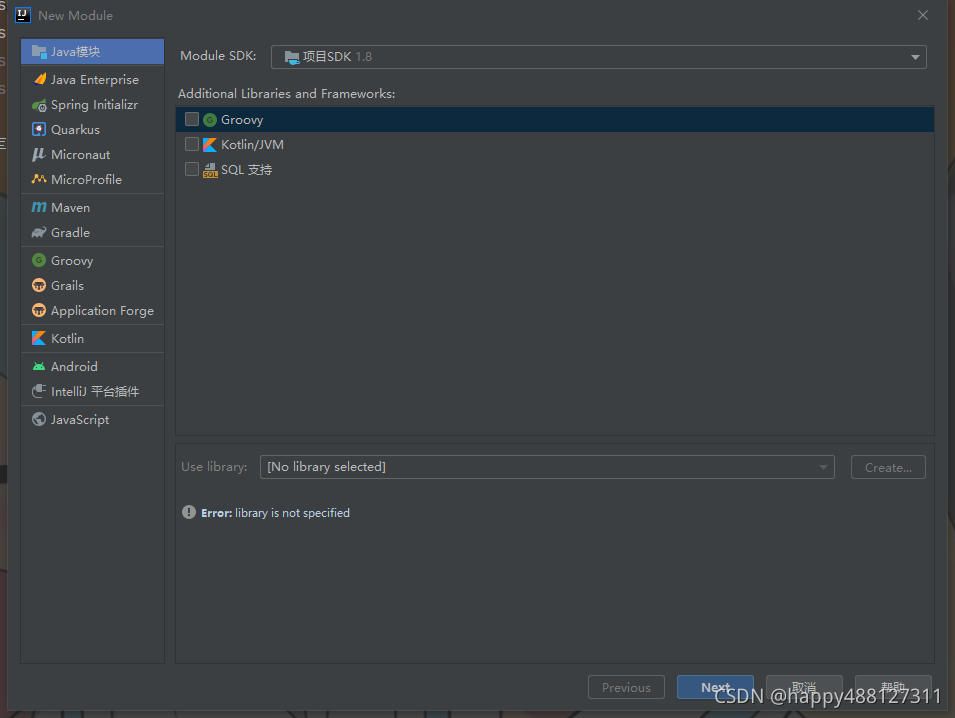 New Module
Java模块
Java Enterprise
Spring Initializr
Quarkus
Micronaut
MicroProfile
Maven
Gradle
Groovy
Grails
Application Forge
Kotlin
Android
IntelliJ 平台插件
JavaScript
Module SDK: 项目SDK 1.8
Additional Libraries and Frameworks:
Groovy
Kotlin/JVM
SQL 支持
Use library: [No library selected] Create...
Error: library is not specified
Previous Next 取消 帮助
CSDN @happy488127311